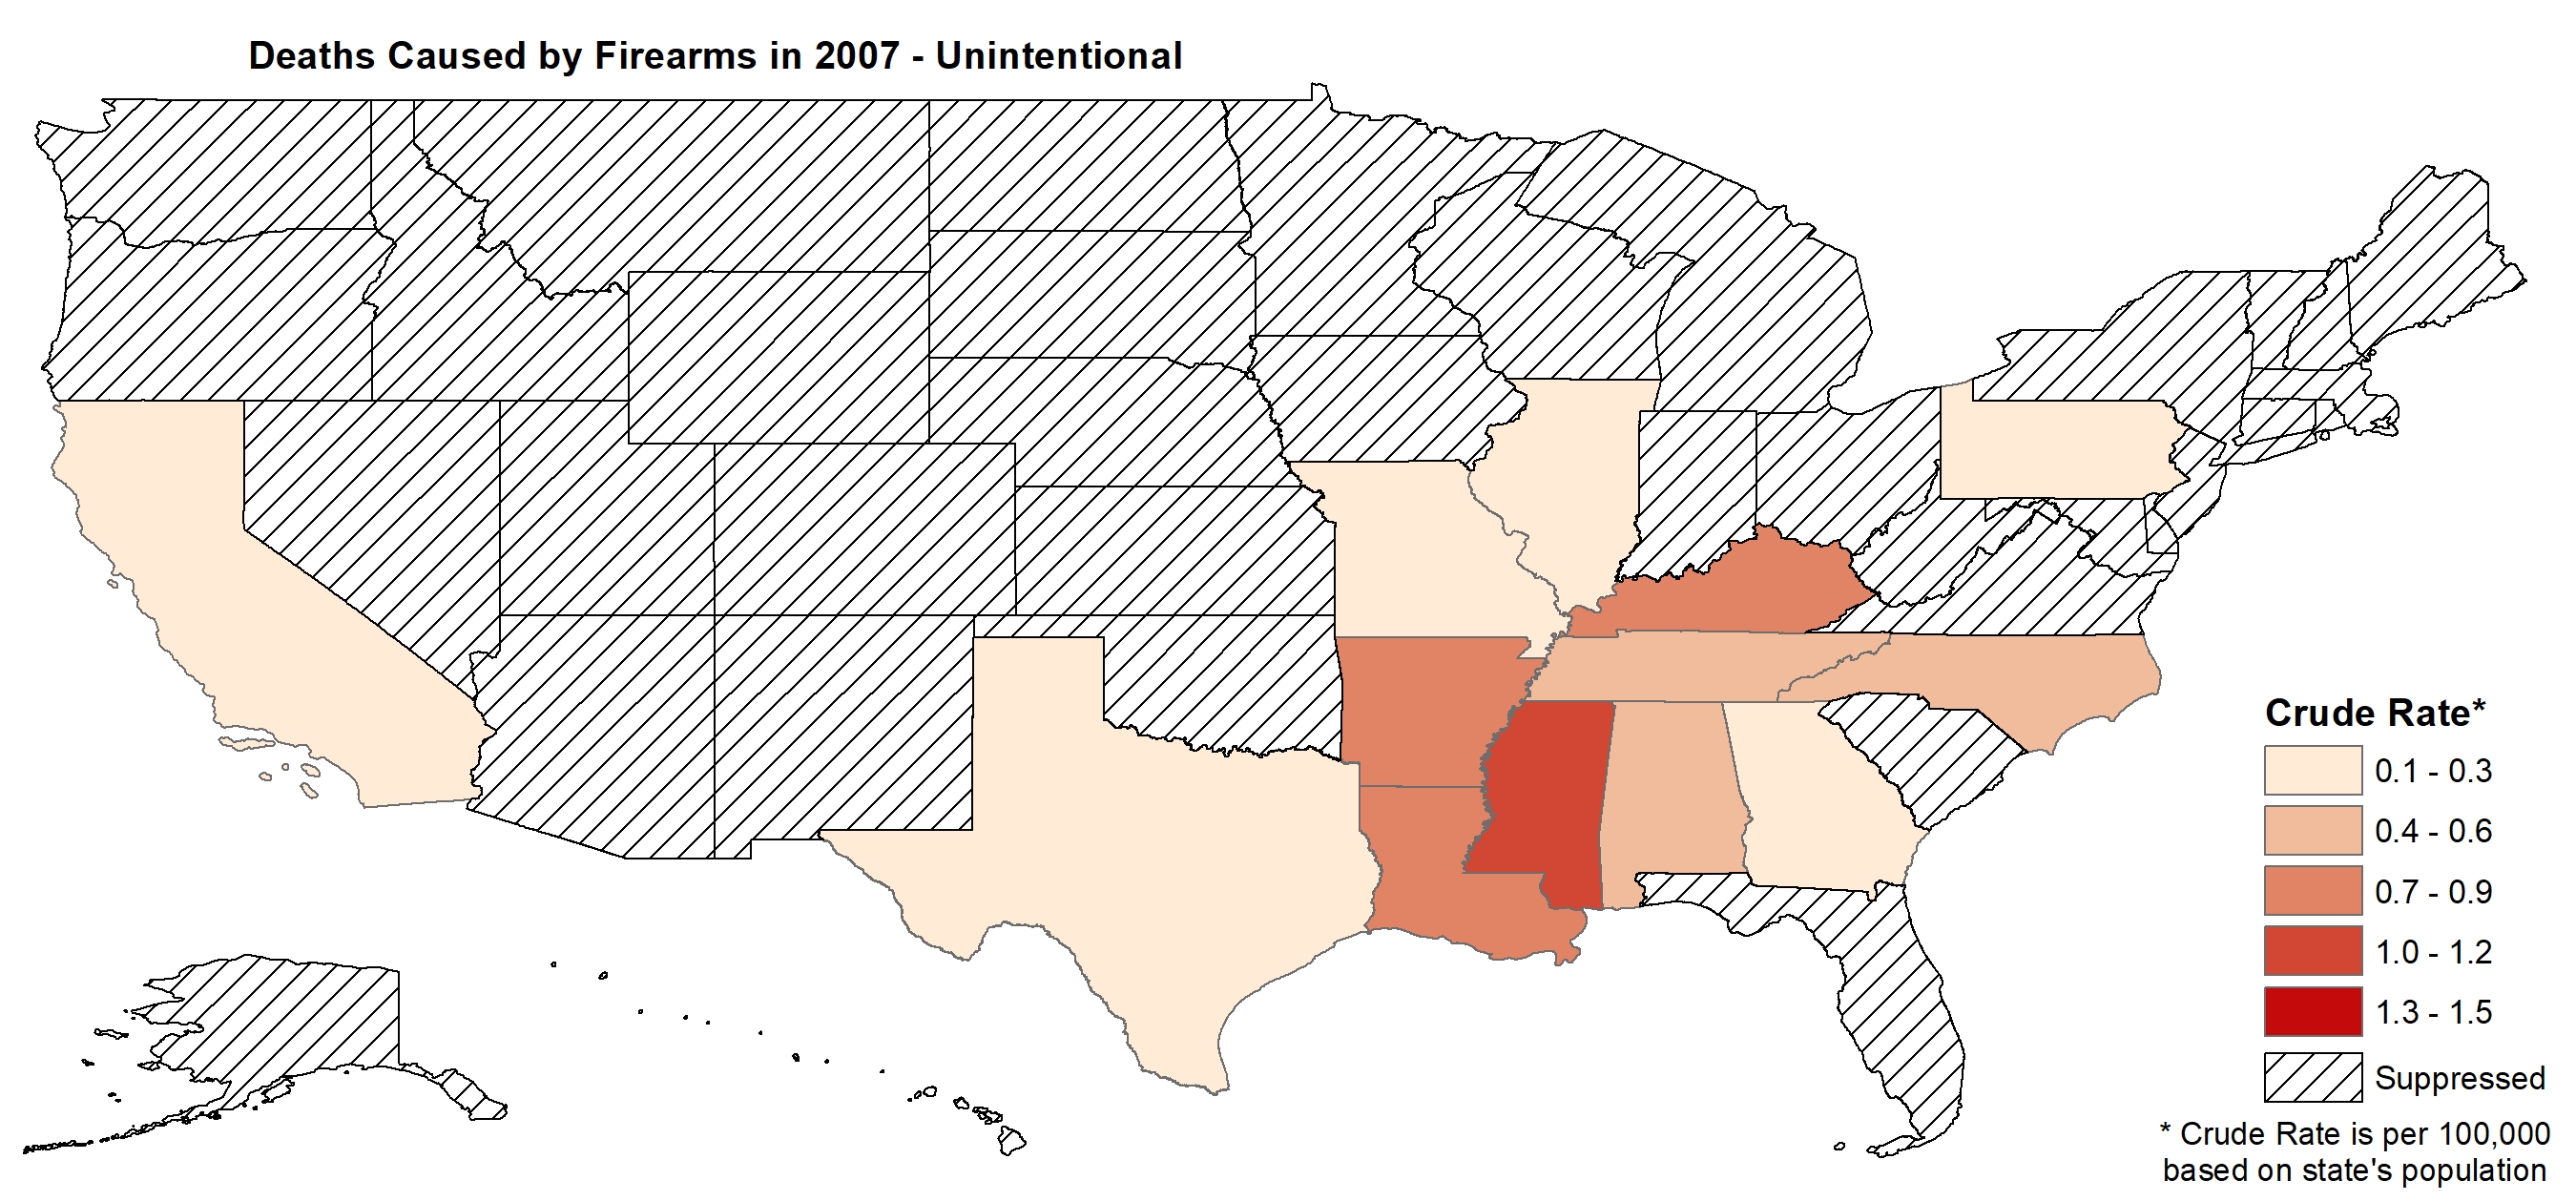 Deaths Caused by Firearms in 2007 - Unintentional
Crude Rate*
0.1 - 0.3
0.4 - 0.6
0.7 - 0.9
1.0 - 1.2
1.3 - 1.5
Suppressed
* Crude Rate is per 100,000
based on state's population